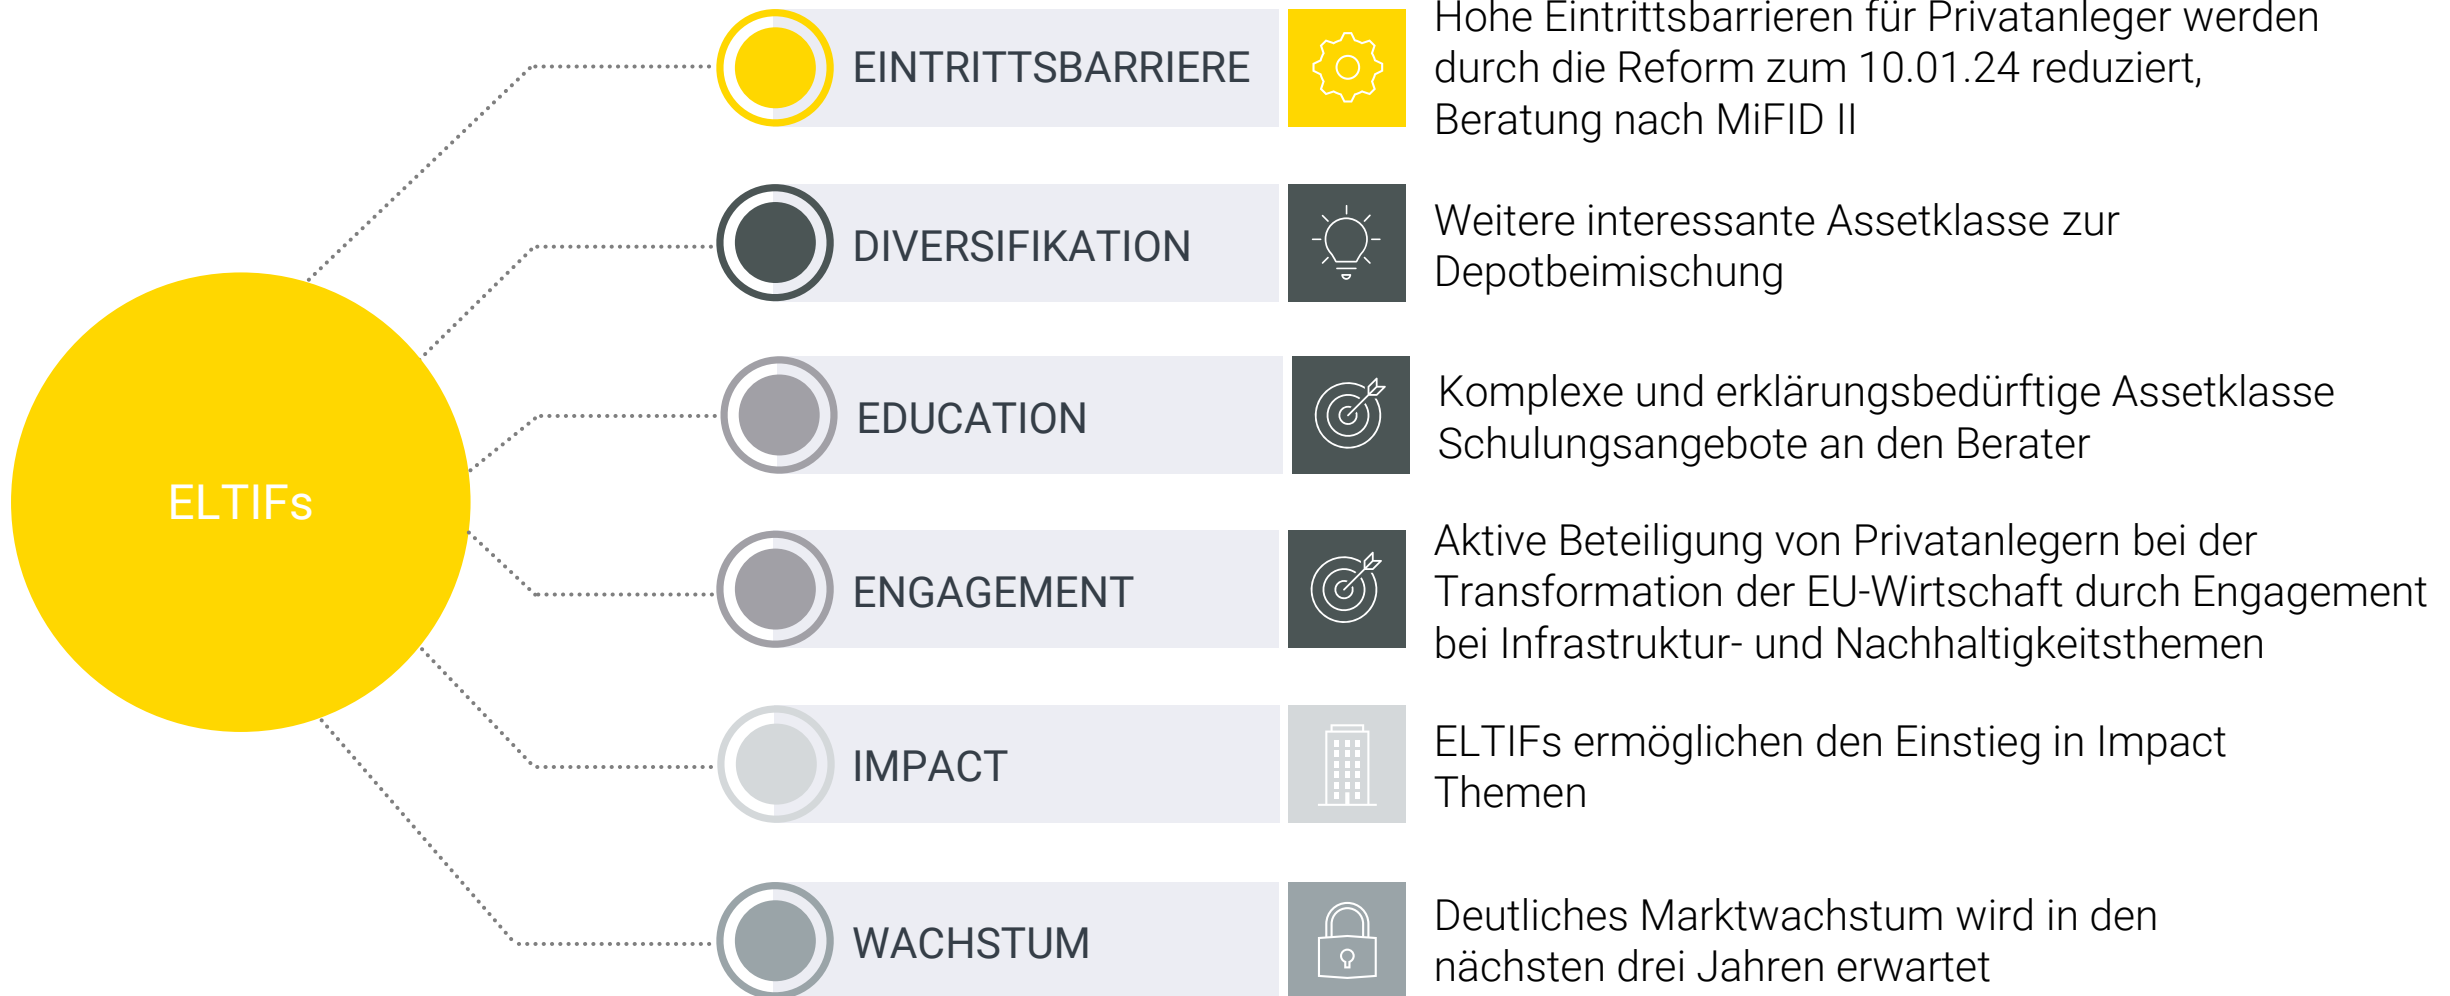 ELTIFs
EINTRITTSBARRIERE
Hohe Eintrittsbarrieren für Privatanleger werden
durch die Reform zum 10.01.24 reduziert,
Beratung nach MiFID II
DIVERSIFIKATION
Weitere interessante Assetklasse zur
Depotbeimischung
EDUCATION
Komplexe und erklärungsbedürftige Assetklasse
Schulungsangebote an den Berater
ENGAGEMENT
Aktive Beteiligung von Privatanlegern bei der
Transformation der EU-Wirtschaft durch Engagement
bei Infrastruktur- und Nachhaltigkeitsthemen
IMPACT
ELTIFs ermöglichen den Einstieg in Impact
Themen
WACHSTUM
Deutliches Marktwachstum wird in den
nächsten drei Jahren erwartet